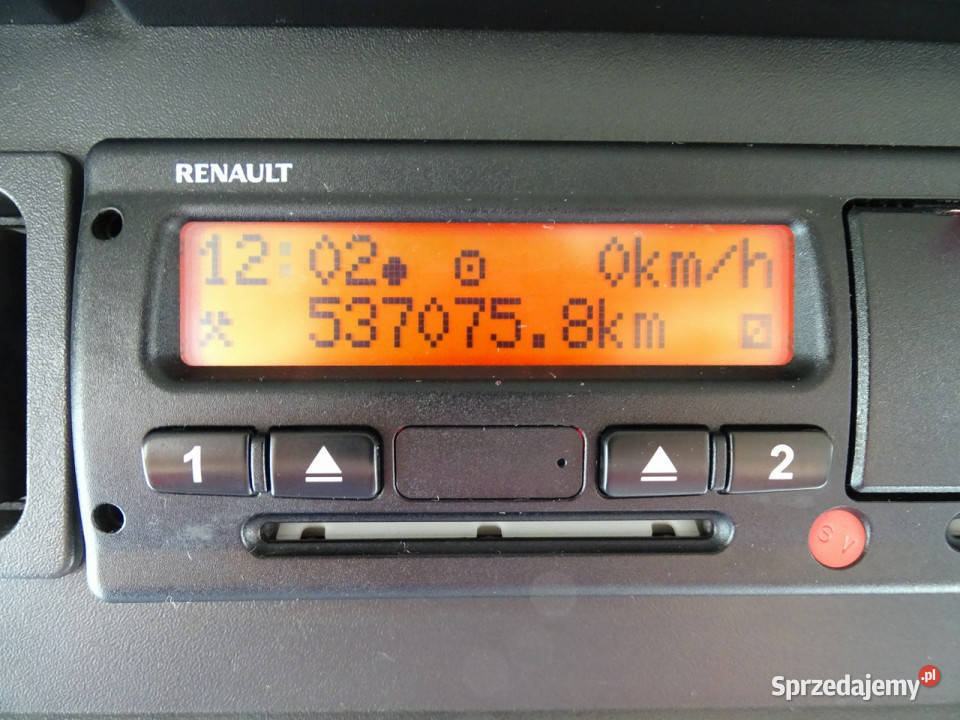 RENAULT
12:02 0km/h
537075.8km
1 2
S V
Sprzedajemy.pl